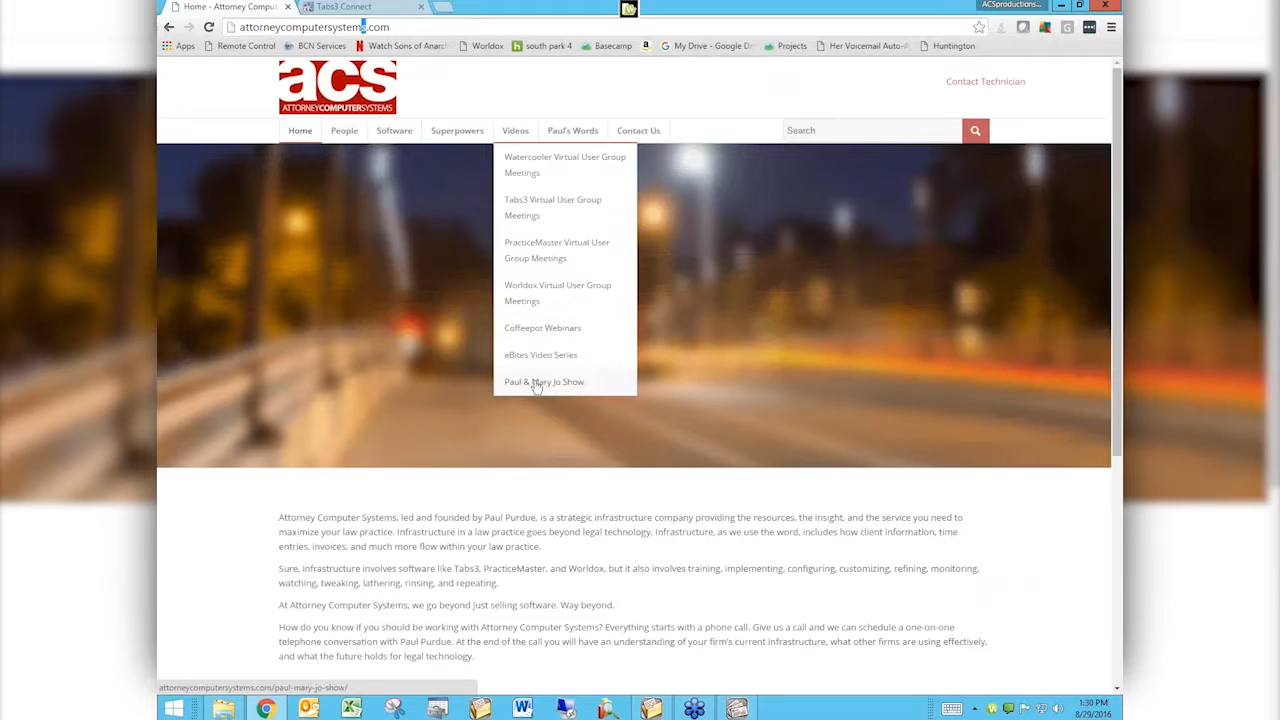 Home - Attorney Comput
Tabs3 Connect
ACSproductions...
attorneycomputersystems.com
Apps
Remote Control
BCN Services
Watch Sons of Anarc
Worldox
south park 4
Basecamp
My Drive - Google D
Projects
Her Voicemail Auto-
Huntington
acs
ATTORNEYCOMPUTERSYSTEMS
Contact Technician
Home
People
Software
Superpowers
Videos
Paul's Words
Contact Us
Search
Watercooler Virtual User Group
Meetings
Tabs3 Virtual User Group
Meetings
PracticeMaster Virtual User
Group Meetings
Worldox Virtual User Group
Meetings
Coffeepot Webinars
eBites Video Series
Paul & Mary Jo Show
Attorney Computer Systems, led and founded by Paul Purdue, is a strategic infrastructure company providing the resources, the insight, and the service you need to
maximize your law practice. Infrastructure in a law practice goes beyond legal technology. Infrastructure, as we use the word, includes how client information, time
entries, invoices, and much more flow within your law practice.
Sure, infrastructure involves software like Tabs3, PracticeMaster, and Worldox, but it also involves training, implementing, configuring, customizing, refining, monitoring,
watching, tweaking, lathering, rinsing, and repeating.
At Attorney Computer Systems, we go beyond just selling software. Way beyond.
How do you know if you should be working with Attorney Computer Systems? Everything starts with a phone call. Give us a call and we can schedule a one-on-one
telephone conversation with Paul Purdue. At the end of the call you will have an understanding of your firm's current infrastructure, what other firms are using effectively,
and what the future holds for legal technology.
attorneycomputersystems.com/paul-mary-jo-show/
1:30 PM
8/29/2016